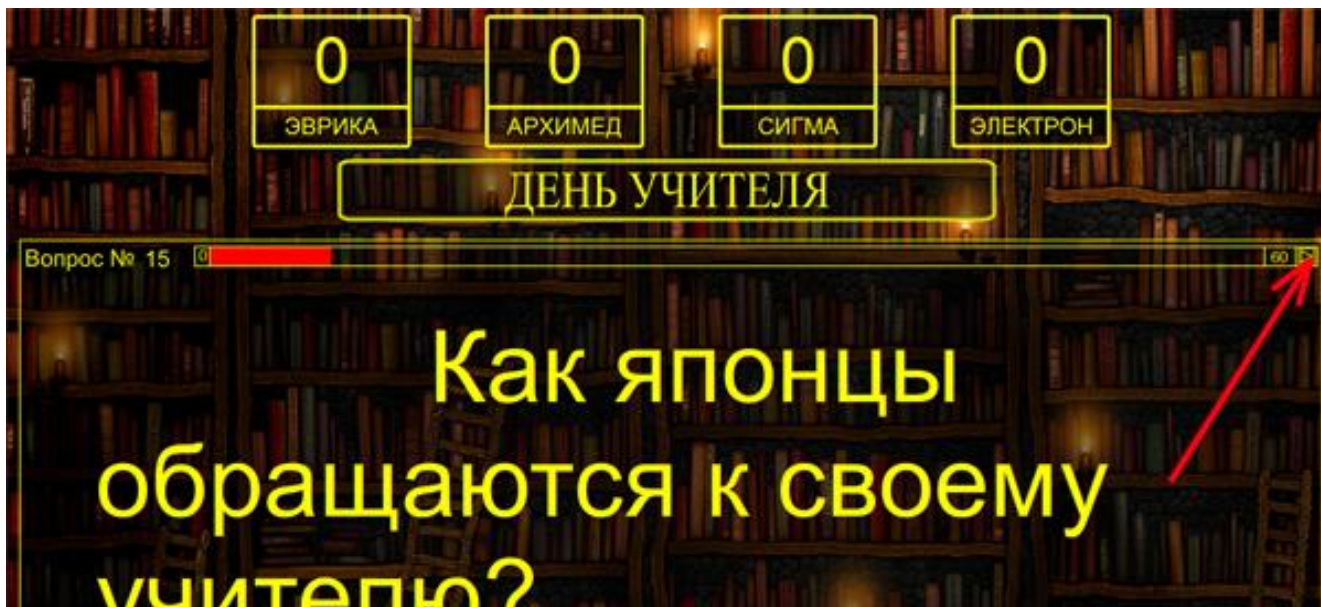 0 0 0 0
ЭВРИКА АРХИМЕД СИГМА ЭЛЕКТРОН
ДЕНЬ УЧИТЕЛЯ
Вопрос № 15 0 60
Как японцы
обращаются к своему
учителю?